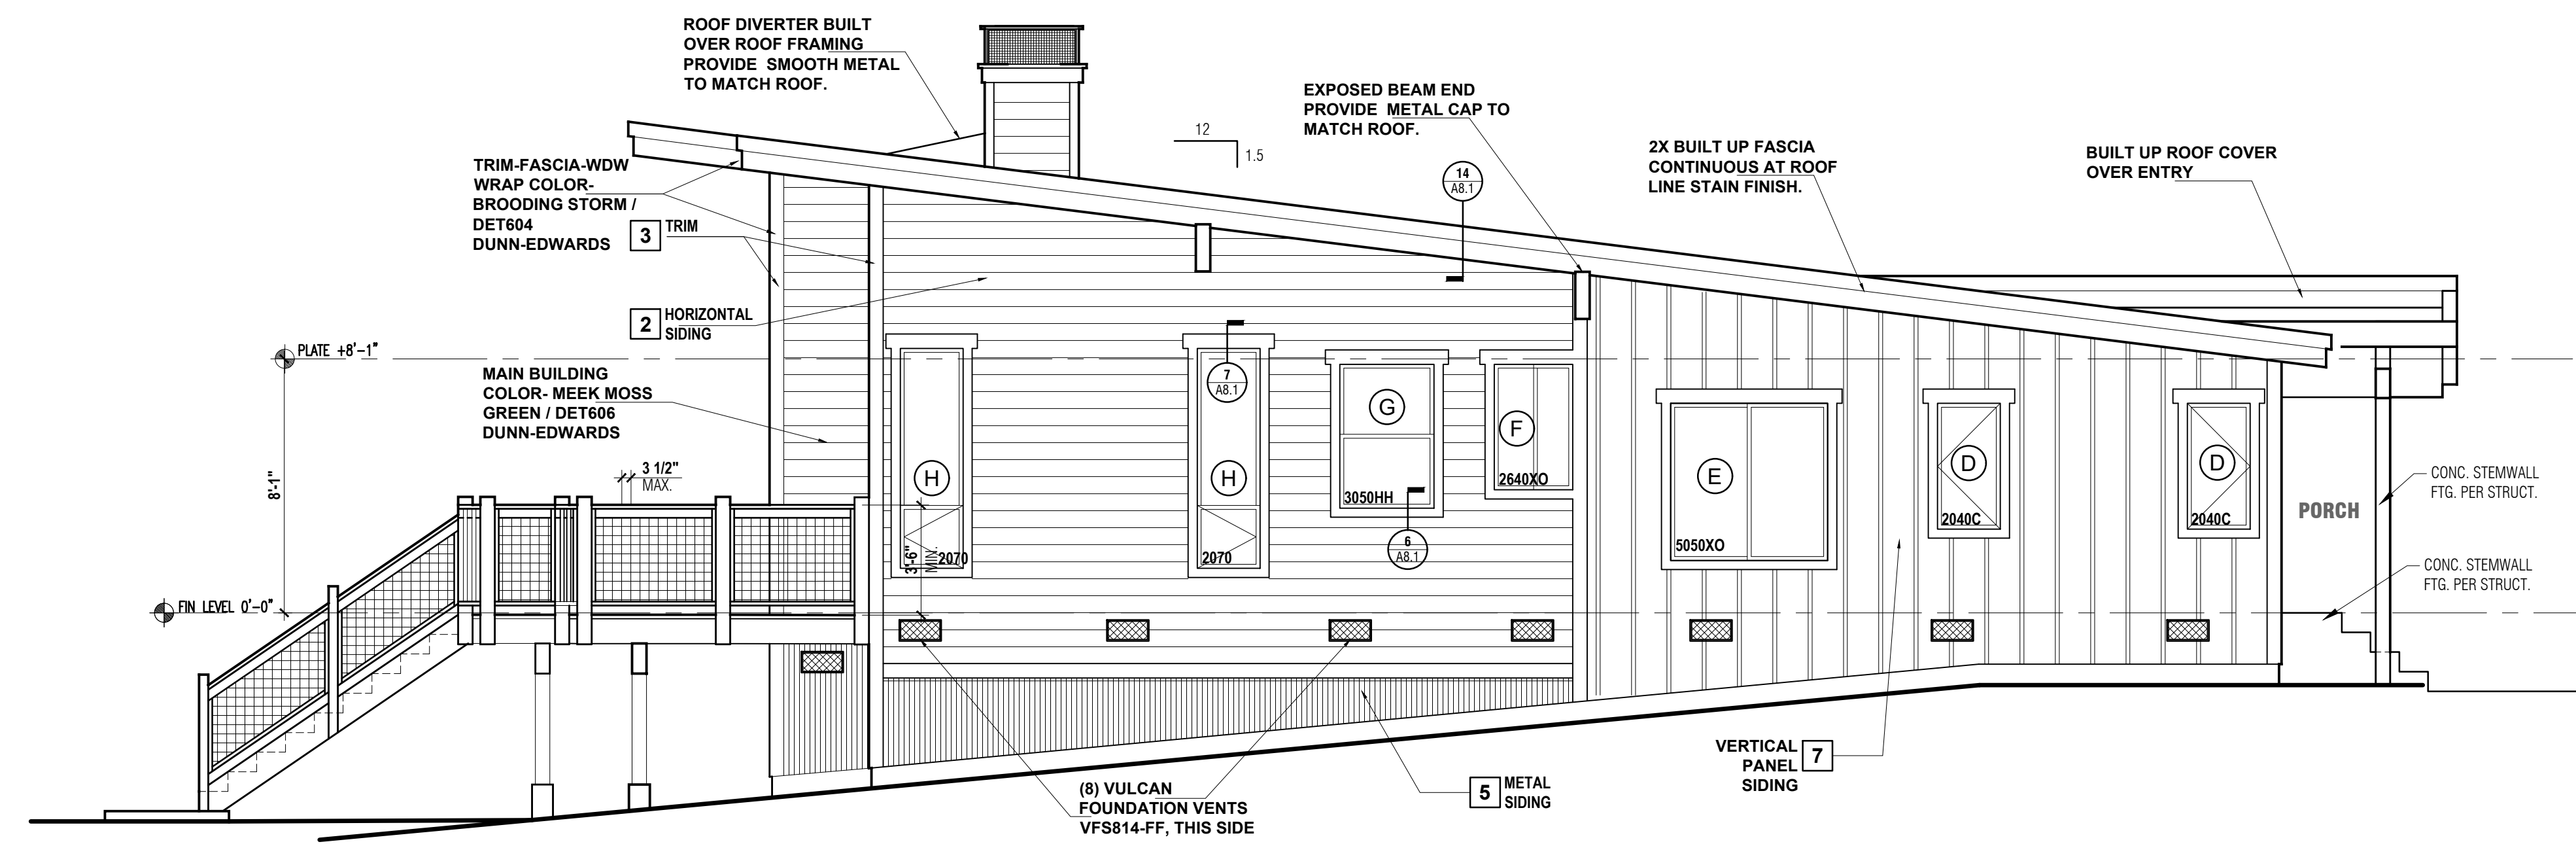 ROOF DIVERTER BUILT
OVER ROOF FRAMING
PROVIDE SMOOTH METAL
TO MATCH ROOF.
EXPOSED BEAM END
PROVIDE METAL CAP TO
MATCH ROOF.
12
1.5
14
A8.1
2X BUILT UP FASCIA
CONTINUOUS AT ROOF
LINE STAIN FINISH.
BUILT UP ROOF COVER
OVER ENTRY
TRIM-FASCIA-WDW
WRAP COLOR-
BROODING STORM /
DET604
DUNN-EDWARDS
3 TRIM
2 HORIZONTAL
SIDING
PLATE +8'-1"
MAIN BUILDING
COLOR- MEEK MOSS
GREEN / DET606
DUNN-EDWARDS
8'-1"
3 1/2"
MAX.
FIN LEVEL 0'-0"
3'-6"
MIN.
H
2070
7
A8.1
H
2070
G
3050HH
6
A8.1
F
2640XO
E
5050XO
D
2040C
D
2040C
PORCH
CONC. STEMWALL
FTG. PER STRUCT.
CONC. STEMWALL
FTG. PER STRUCT.
(8) VULCAN
FOUNDATION VENTS
VFS814-FF, THIS SIDE
5 METAL
SIDING
VERTICAL 7
PANEL
SIDING